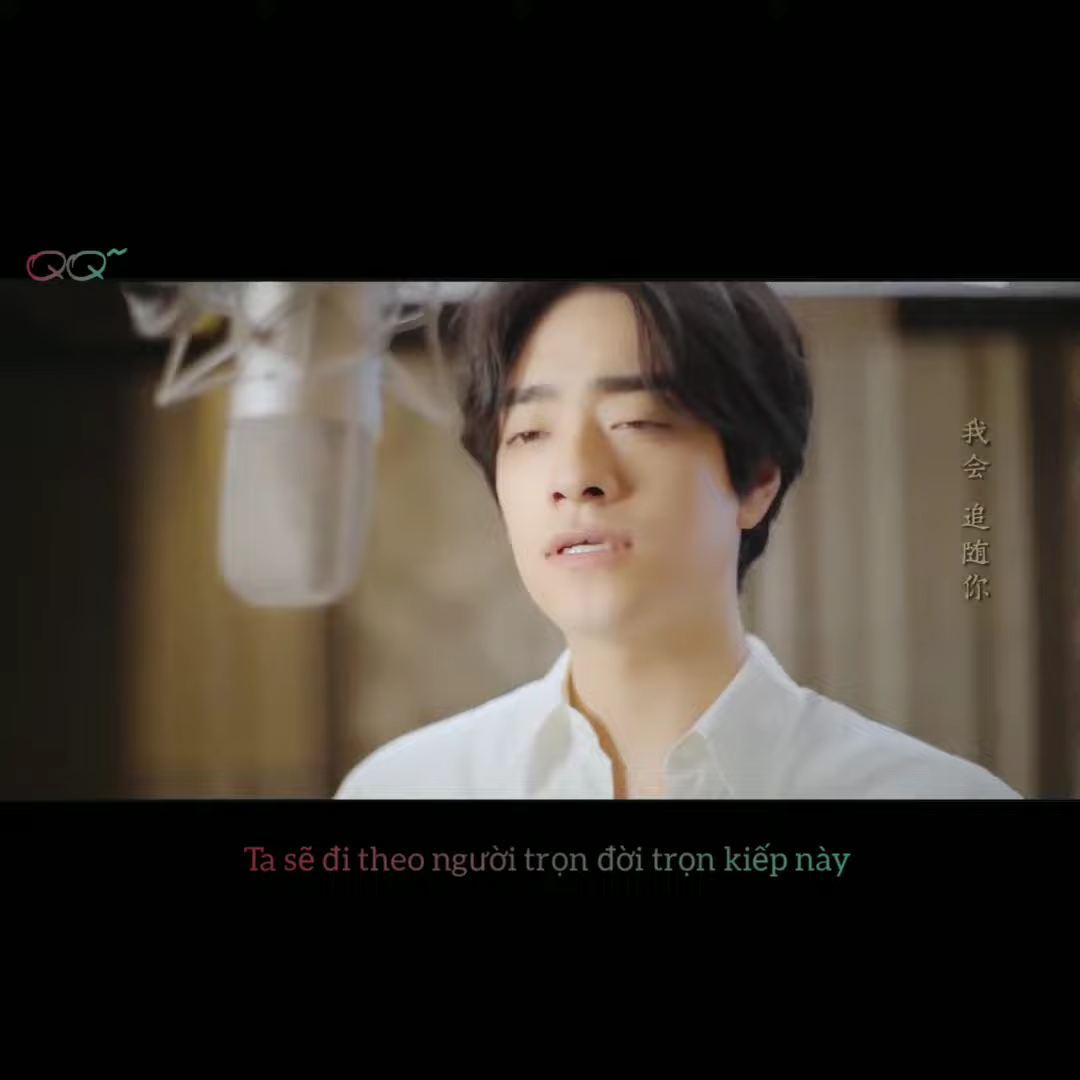 QQ~
我会 追随你
Ta sẽ đi theo người trọn đời trọn kiếp này